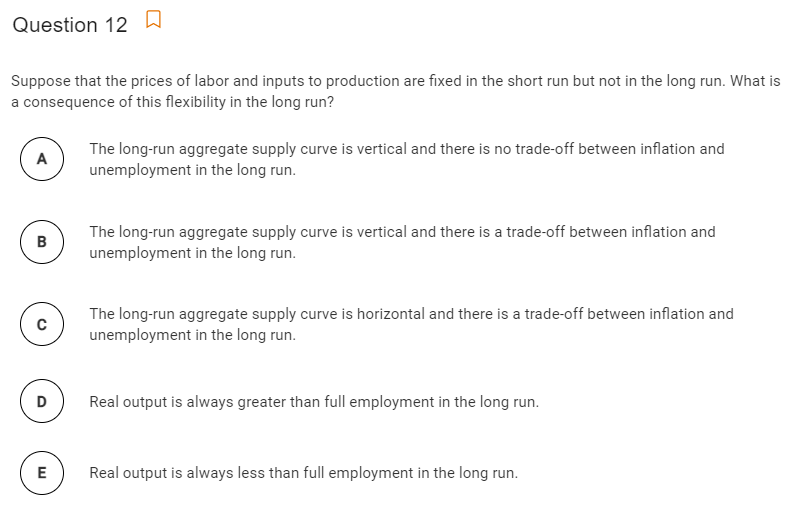 Question 12
Suppose that the prices of labor and inputs to production are fixed in the short run but not in the long run. What is
a consequence of this flexibility in the long run?
A
The long-run aggregate supply curve is vertical and there is no trade-off between inflation and
unemployment in the long run.
B
The long-run aggregate supply curve is vertical and there is a trade-off between inflation and
unemployment in the long run.
C
The long-run aggregate supply curve is horizontal and there is a trade-off between inflation and
unemployment in the long run.
D
Real output is always greater than full employment in the long run.
E
Real output is always less than full employment in the long run.